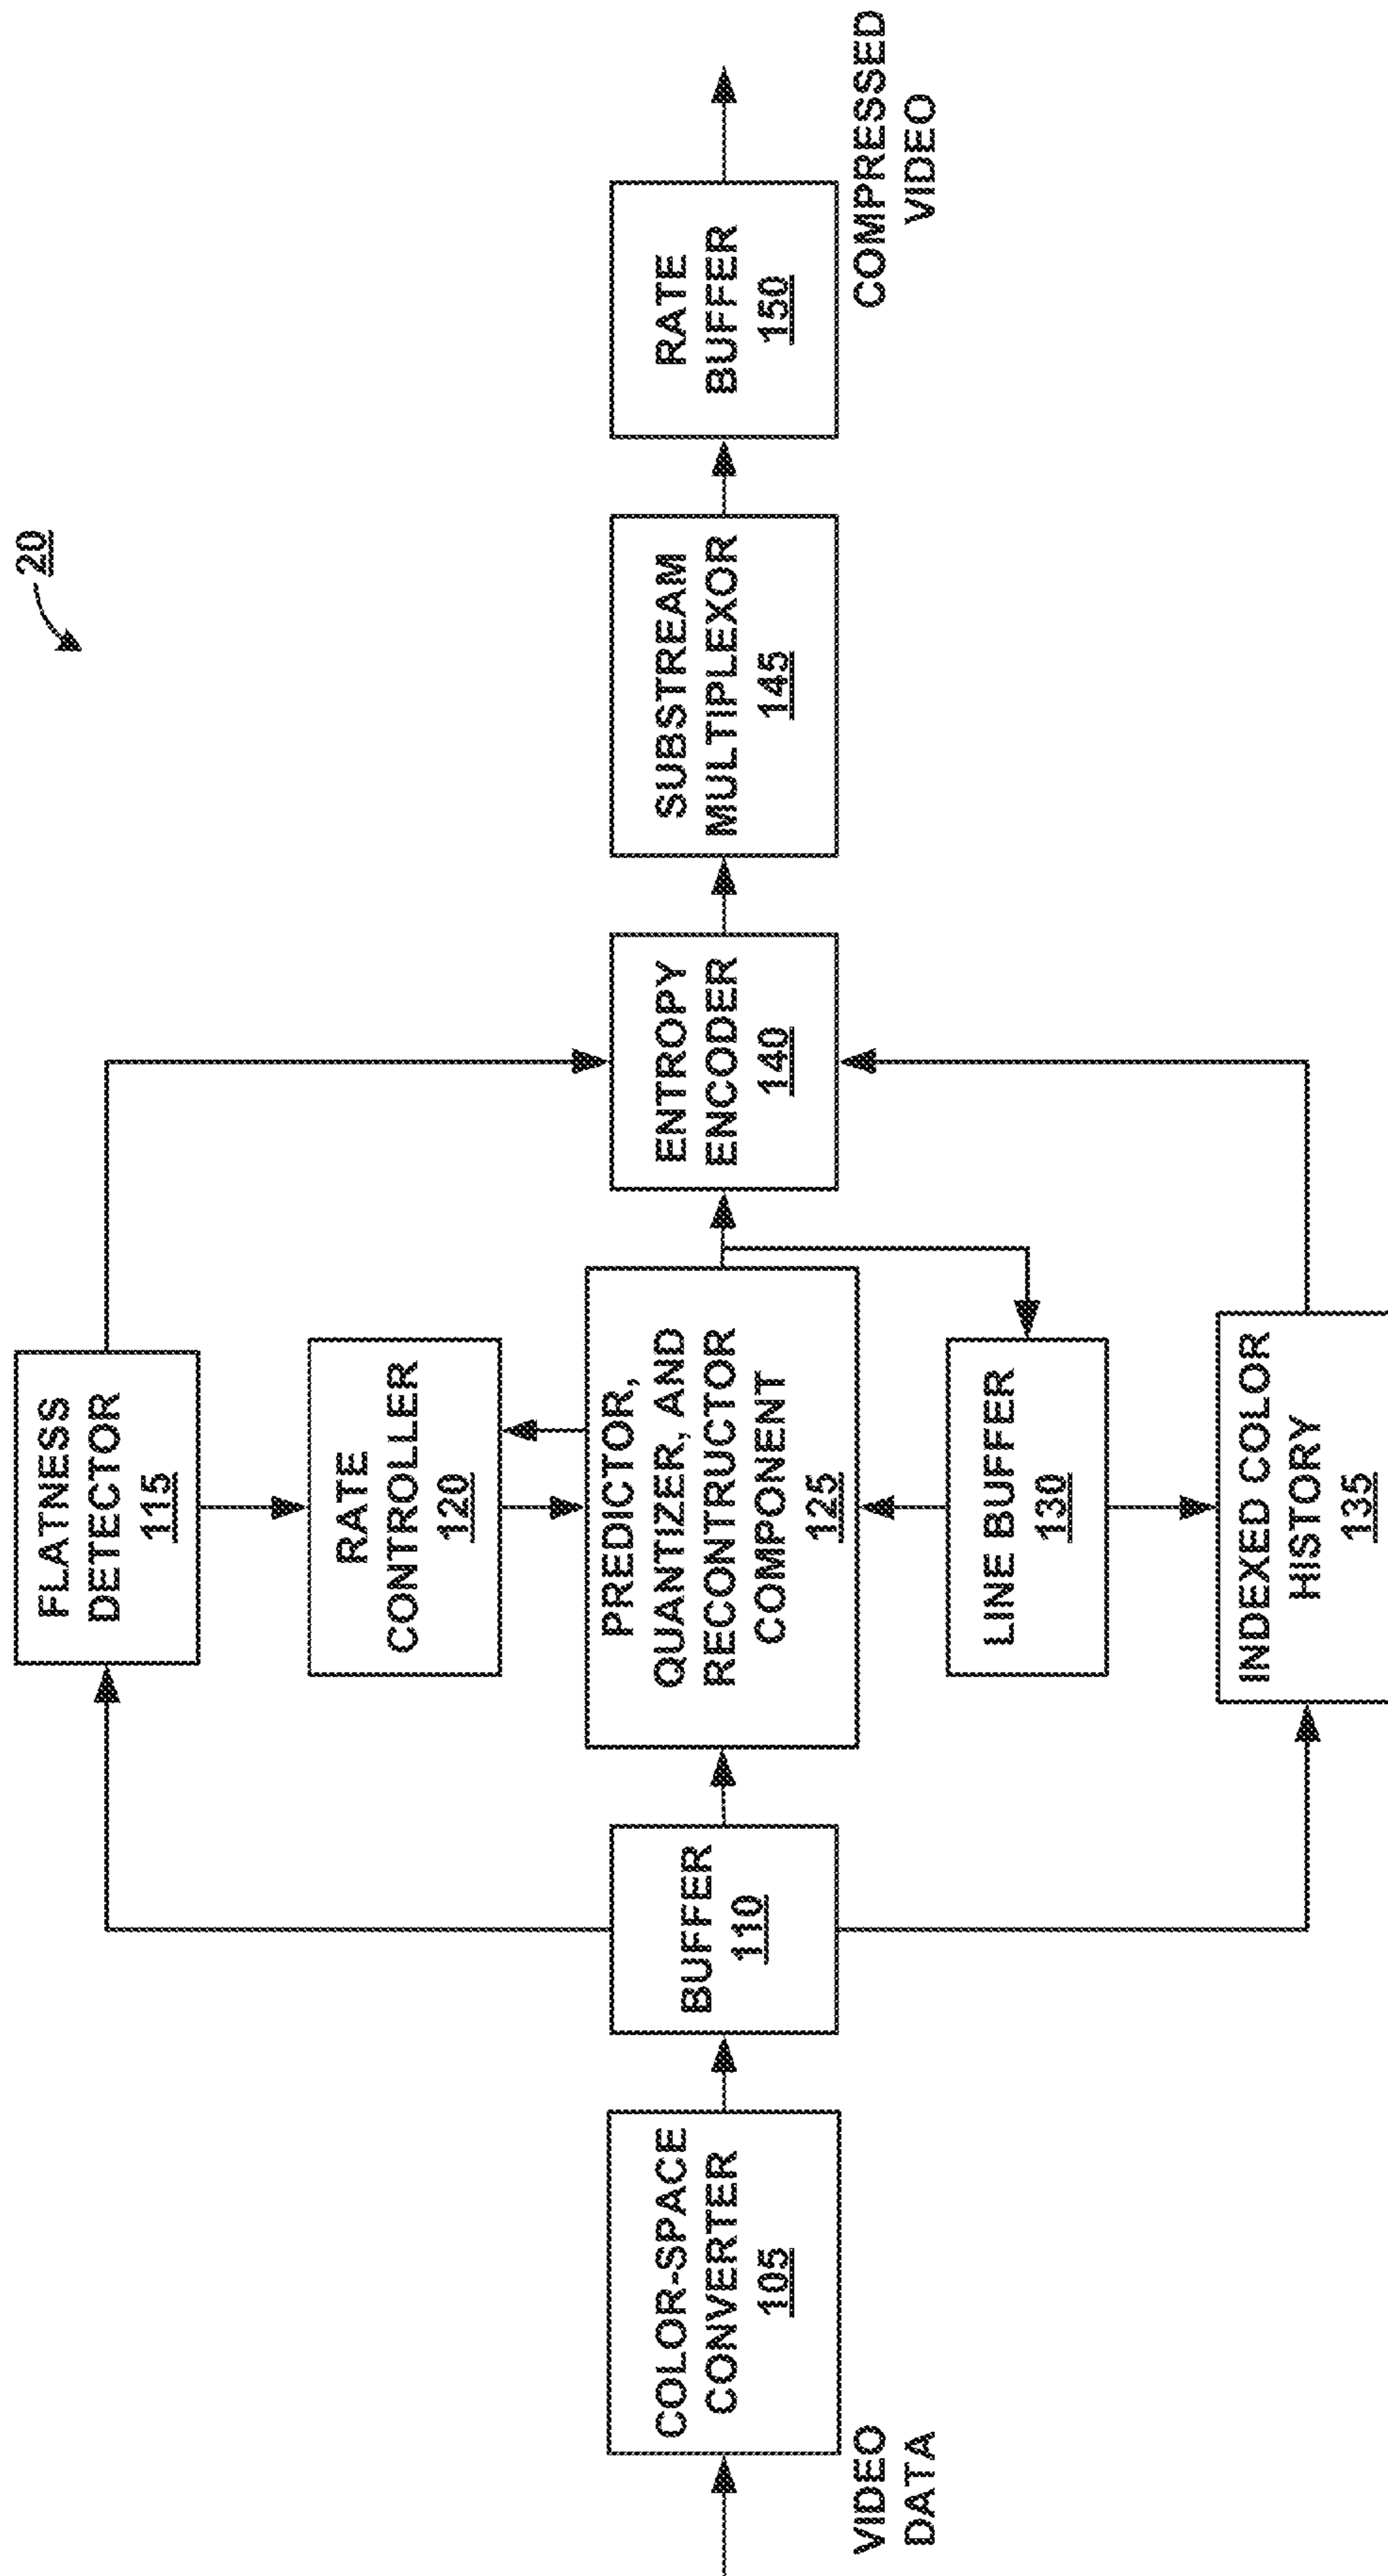 20
FLATNESS
DETECTOR
115
RATE
CONTROLLER
120
VIDEO
DATA
COLOR-SPACE
CONVERTER
105
BUFFER
110
PREDICTOR,
QUANTIZER, AND
RECONTRUCTOR
COMPONENT
125
ENTROPY
ENCODER
140
SUBSTREAM
MULTIPLEXOR
145
RATE
BUFFER
150
COMPRESSED
VIDEO
LINE BUFFER
130
INDEXED COLOR
HISTORY
135